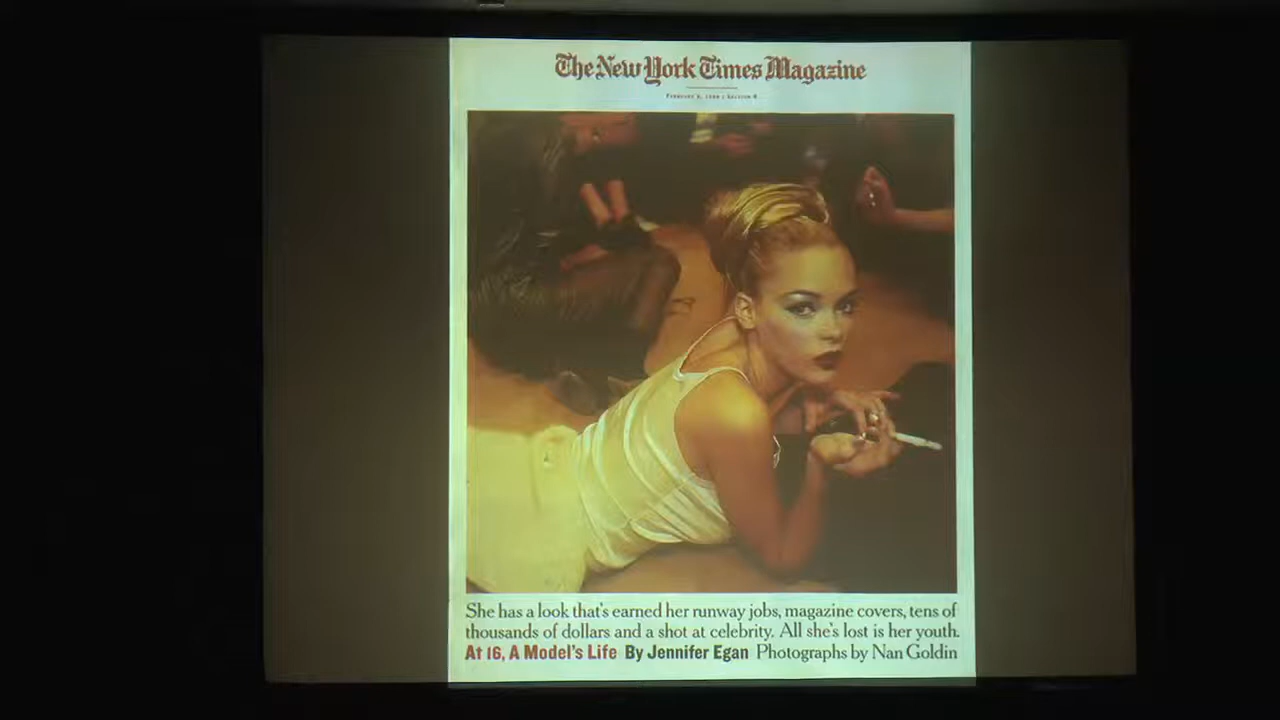 The New York Times Magazine
She has a look that's earned her runway jobs, magazine covers, tens of
thousands of dollars and a shot at celebrity. All she's lost is her youth.
At 16, A Model's Life By Jennifer Egan Photographs by Nan Goldin